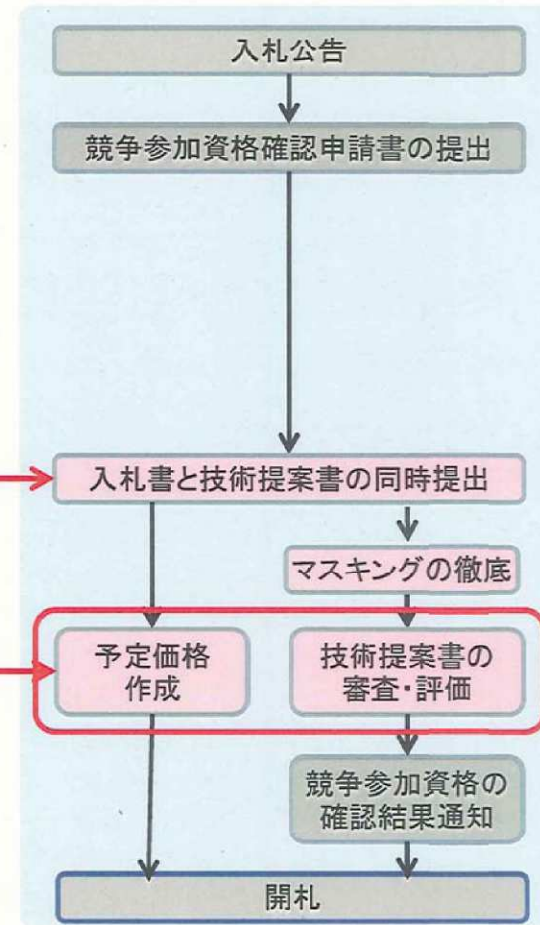 入札公告
競争参加資格確認申請書の提出
入札書と技術提案書の同時提出
マスキングの徹底
予定価格
作成
技術提案書の
審査・評価
競争参加資格の
確認結果通知
開札